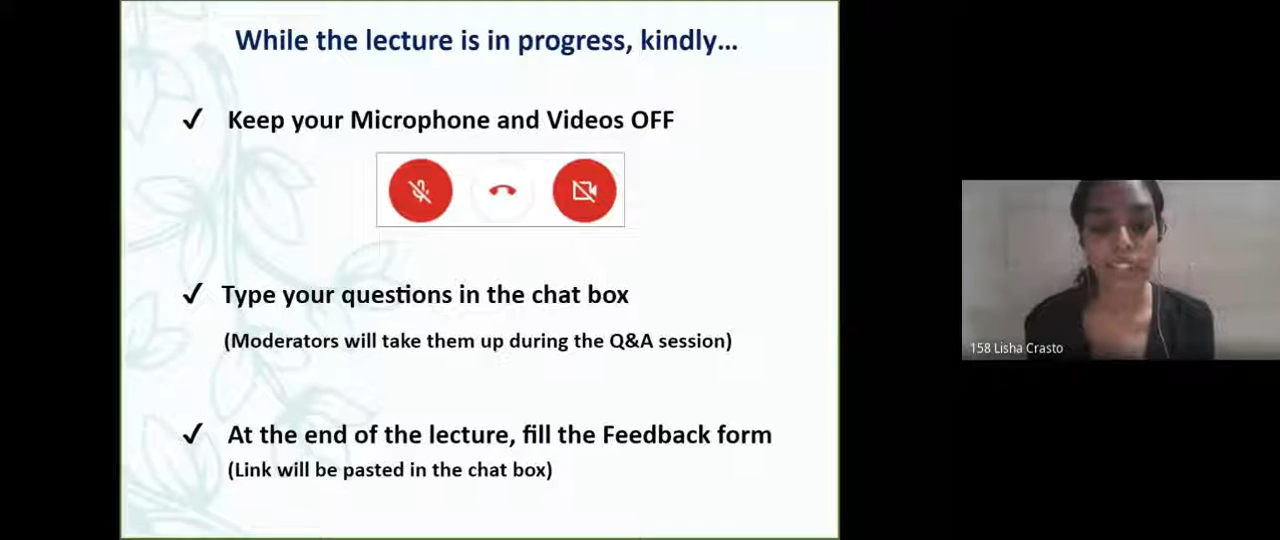 While the lecture is in progress, kindly...
✓ Keep your Microphone and Videos OFF
✓ Type your questions in the chat box
(Moderators will take them up during the Q&A session)
✓ At the end of the lecture, fill the Feedback form
(Link will be pasted in the chat box)
158 Lisha Crasto